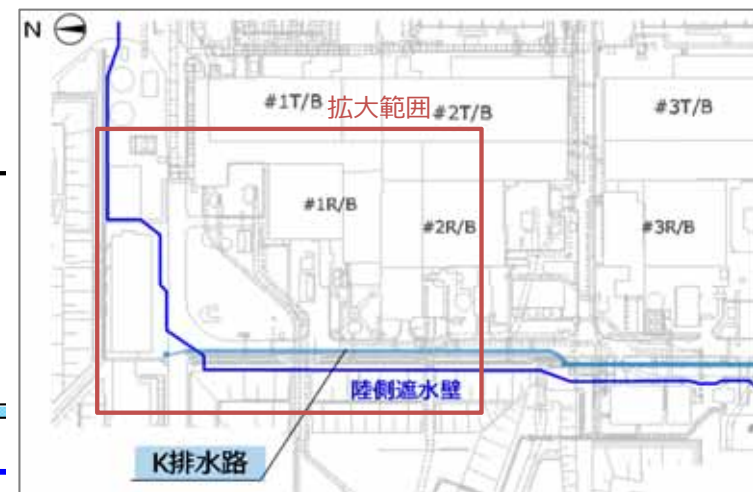 N
#1T/B
拡大範囲
#2T/B
#3T/B
#1R/B
#2R/B
#3R/B
陸側遮水壁
K排水路